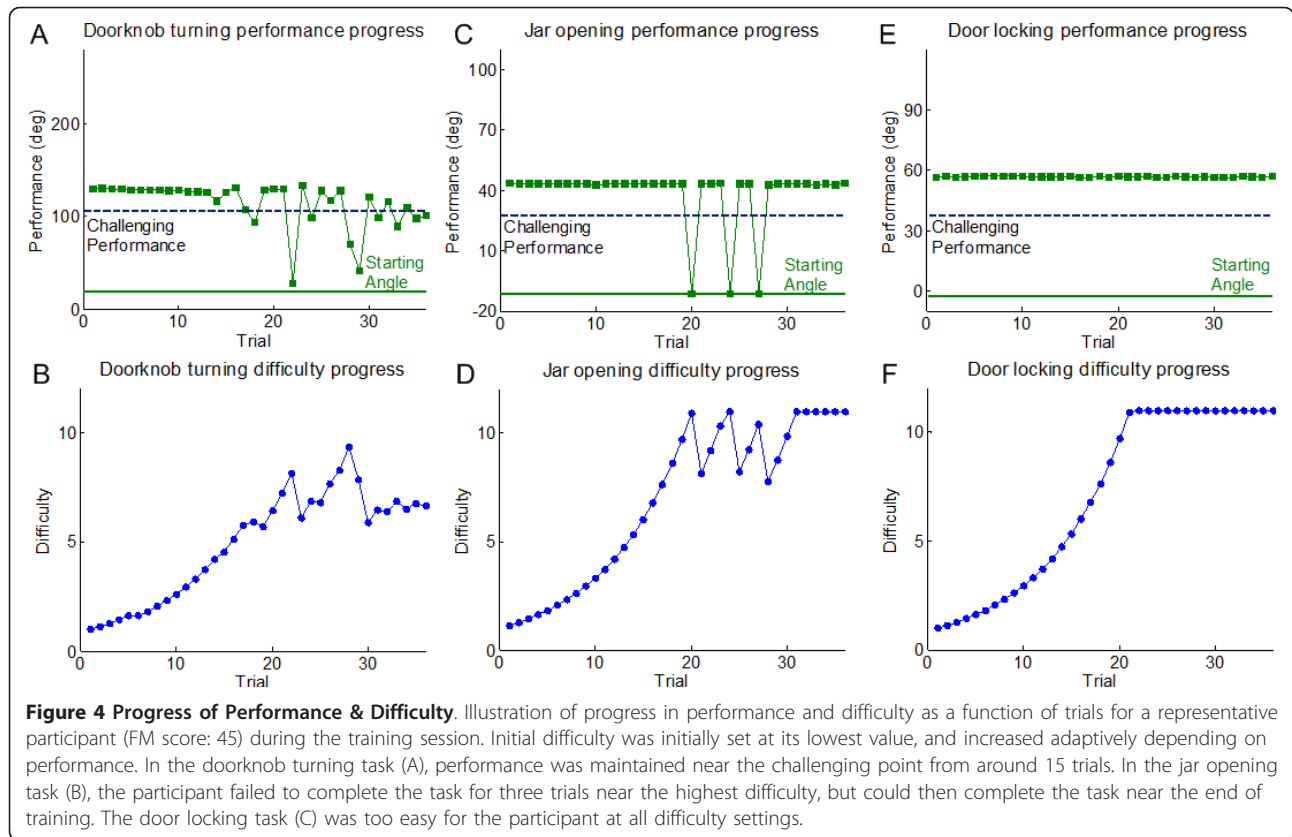 A Doorknob turning performance progress
Performance (deg)
200
100
0
Challenging
Performance
Starting
Angle
0 10 20 30
Trial
C Jar opening performance progress
Performance (deg)
100
70
40
10
-20
Challenging
Performance
Starting
Angle
0 10 20 30
Trial
E Door locking performance progress
Performance (deg)
90
60
30
0
Challenging
Performance
Starting
Angle
0 10 20 30
Trial
B Doorknob turning difficulty progress
Difficulty
10
5
0
0 10 20 30
Trial
D Jar opening difficulty progress
Difficulty
10
5
0
0 10 20 30
Trial
F Door locking difficulty progress
Difficulty
10
5
0
0 10 20 30
Trial
Figure 4 Progress of Performance & Difficulty. Illustration of progress in performance and difficulty as a function of trials for a representative
participant (FM score: 45) during the training session. Initial difficulty was initially set at its lowest value, and increased adaptively depending on
performance. In the doorknob turning task (A), performance was maintained near the challenging point from around 15 trials. In the jar opening
task (B), the participant failed to complete the task for three trials near the highest difficulty, but could then complete the task near the end of
training. The door locking task (C) was too easy for the participant at all difficulty settings.